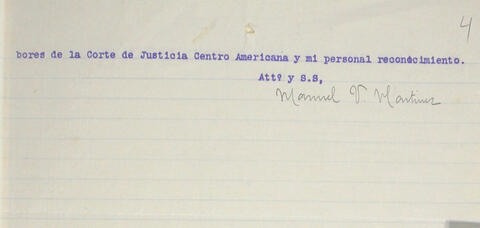 4
bores de la Corte de Justicia Centro Americana y mi personal reconocimiento.
Attº y S.S,
Manuel V. Martinez